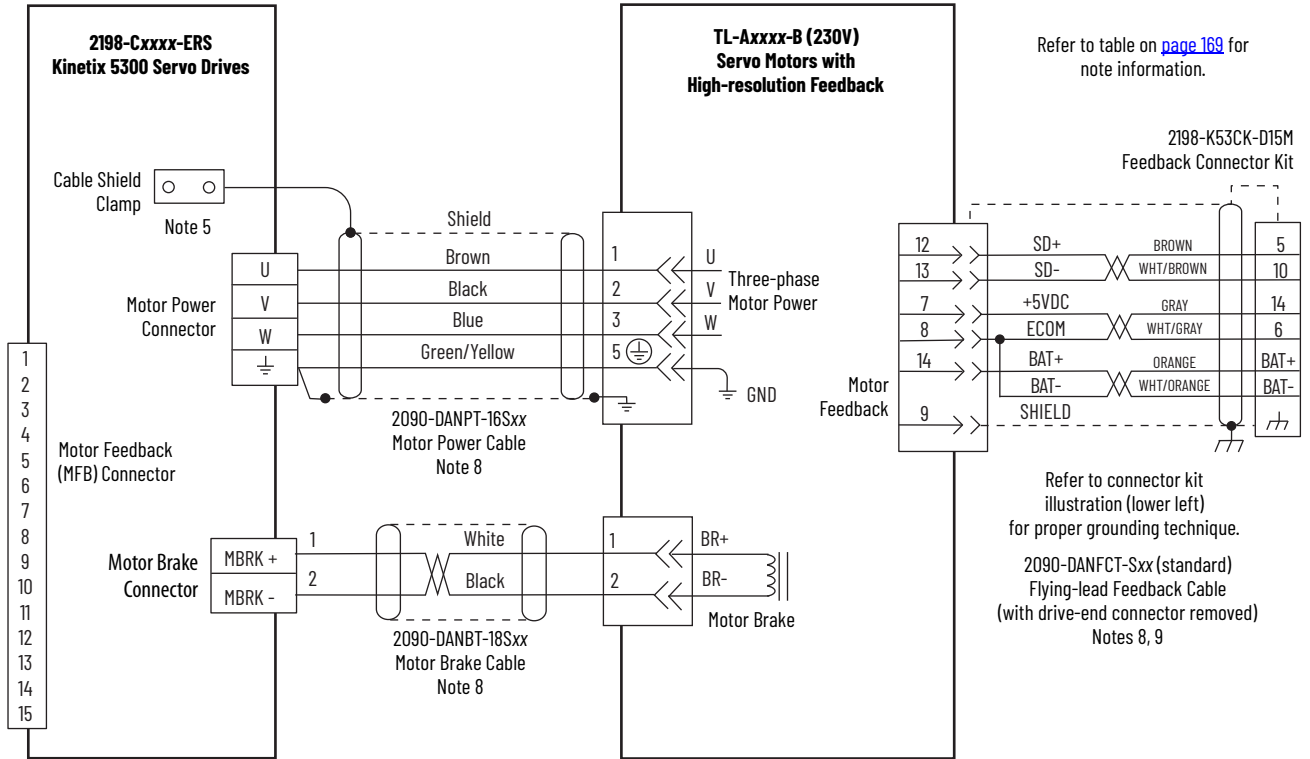 2198-Cxxxx-ERS
Kinetix 5300 Servo Drives
TL-Axxxx-B (230V)
Servo Motors with
High-resolution Feedback
Refer to table on page 169 for
note information.
2198-K53CK-D15M
Feedback Connector Kit
Cable Shield
Clamp
Note 5
Motor Power
Connector
U
V
W
Shield
Brown
Black
Blue
Green/Yellow
1
2
3
5
U
V
W
Three-phase
Motor Power
GND
2090-DANPT-16Sxx
Motor Power Cable
Note 8
1
2
3
4
5
6
7
8
9
10
11
12
13
14
15
Motor Feedback
(MFB) Connector
Motor Brake
Connector
MBRK +
MBRK -
1
2
White
Black
1
2
BR+
BR-
Motor Brake
2090-DANBT-18Sxx
Motor Brake Cable
Note 8
Motor
Feedback
12 SD+ BROWN 5
13 SD- WHT/BROWN 10
7 +5VDC GRAY 14
8 ECOM WHT/GRAY 6
14 BAT+ ORANGE BAT+
BAT- WHT/ORANGE BAT-
9 SHIELD
Refer to connector kit
illustration (lower left)
for proper grounding technique.
2090-DANFCT-Sxx (standard)
Flying-lead Feedback Cable
(with drive-end connector removed)
Notes 8, 9